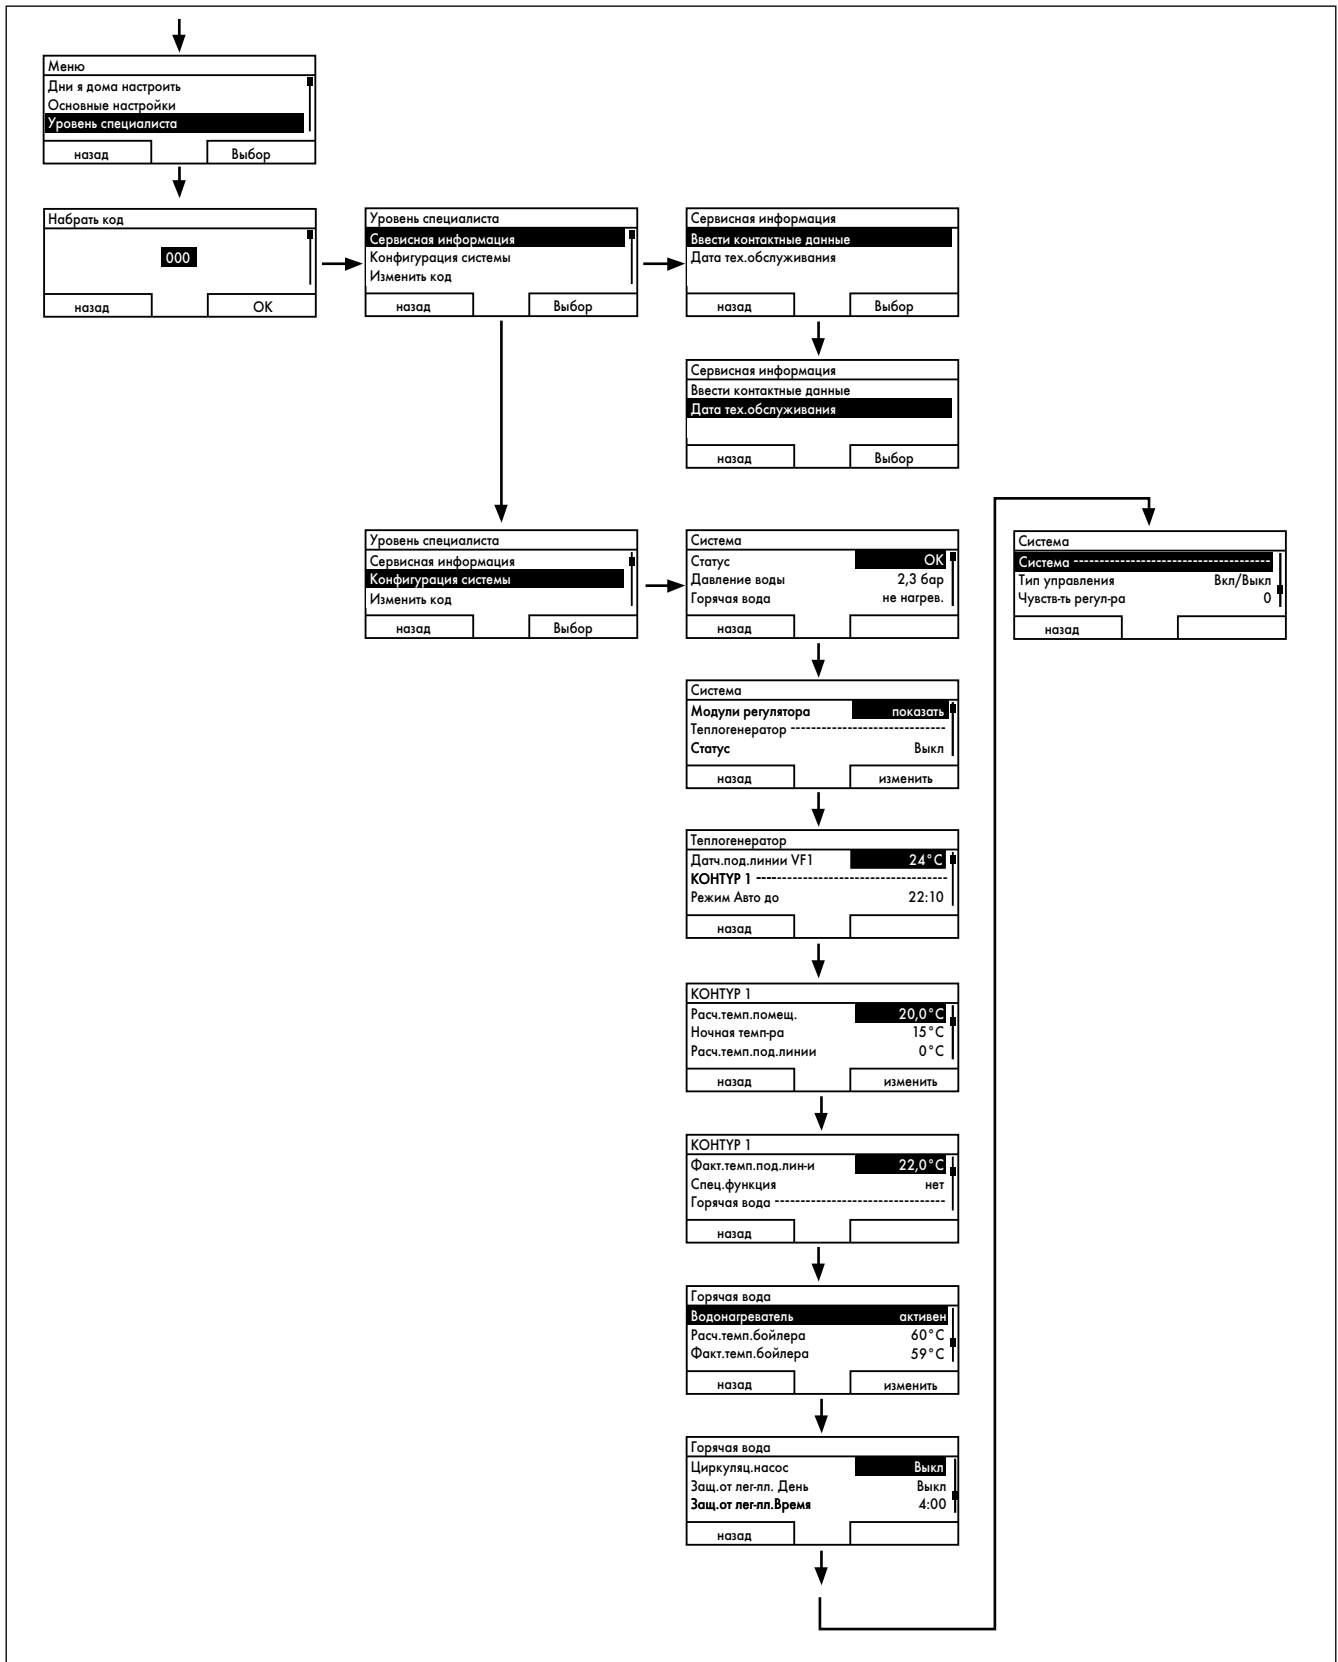 Меню
Дни я дома настроить
Основные настройки
Уровень специалиста
назад Выбор
Набрать код
000
назад OK
Уровень специалиста
Сервисная информация
Конфигурация системы
Изменить код
назад Выбор
Сервисная информация
Ввести контактные данные
Дата тех.обслуживания
назад Выбор
Сервисная информация
Ввести контактные данные
Дата тех.обслуживания
назад Выбор
Уровень специалиста
Сервисная информация
Конфигурация системы
Изменить код
назад Выбор
Система
Статус OK
Давление воды 2,3 бар
Горячая вода не нагрев.
назад
Система
Система ------------------------------------
Тип управления Вкл/Выкл
Чувств-ть регул-ра 0
назад
Система
Модули регулятора показать
Теплогенератор ----------------------------
Статус Выкл
назад изменить
Теплогенератор
Датч.под.линии VF1 24°C
КОНТУР 1 ------------------------------------
Режим Авто до 22:10
назад
КОНТУР 1
Расч.темп.помещ. 20,0°C
Ночная темп-ра 15°C
Расч.темп.под.линии 0°C
назад изменить
КОНТУР 1
Факт.темп.под.лин-и 22,0°C
Спец.функция нет
Горячая вода --------------------------------
назад
Горячая вода
Водонагреватель активен
Расч.темп.бойлера 60°C
Факт.темп.бойлера 59°C
назад изменить
Горячая вода
Циркуляц.насос Выкл
Защ.от лег-лл. День Выкл
Защ.от лег-лл.Время 4:00
назад